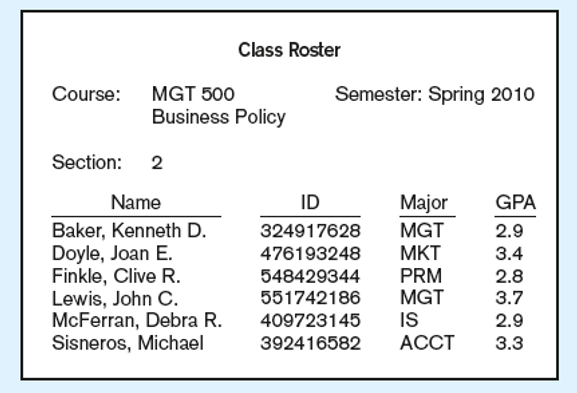 Class Roster
Course: MGT 500 Semester: Spring 2010
Business Policy
Section: 2
Name ID Major GPA
Baker, Kenneth D. 324917628 MGT 2.9
Doyle, Joan E. 476193248 MKT 3.4
Finkle, Clive R. 548429344 PRM 2.8
Lewis, John C. 551742186 MGT 3.7
McFerran, Debra R. 409723145 IS 2.9
Sisneros, Michael 392416582 ACCT 3.3